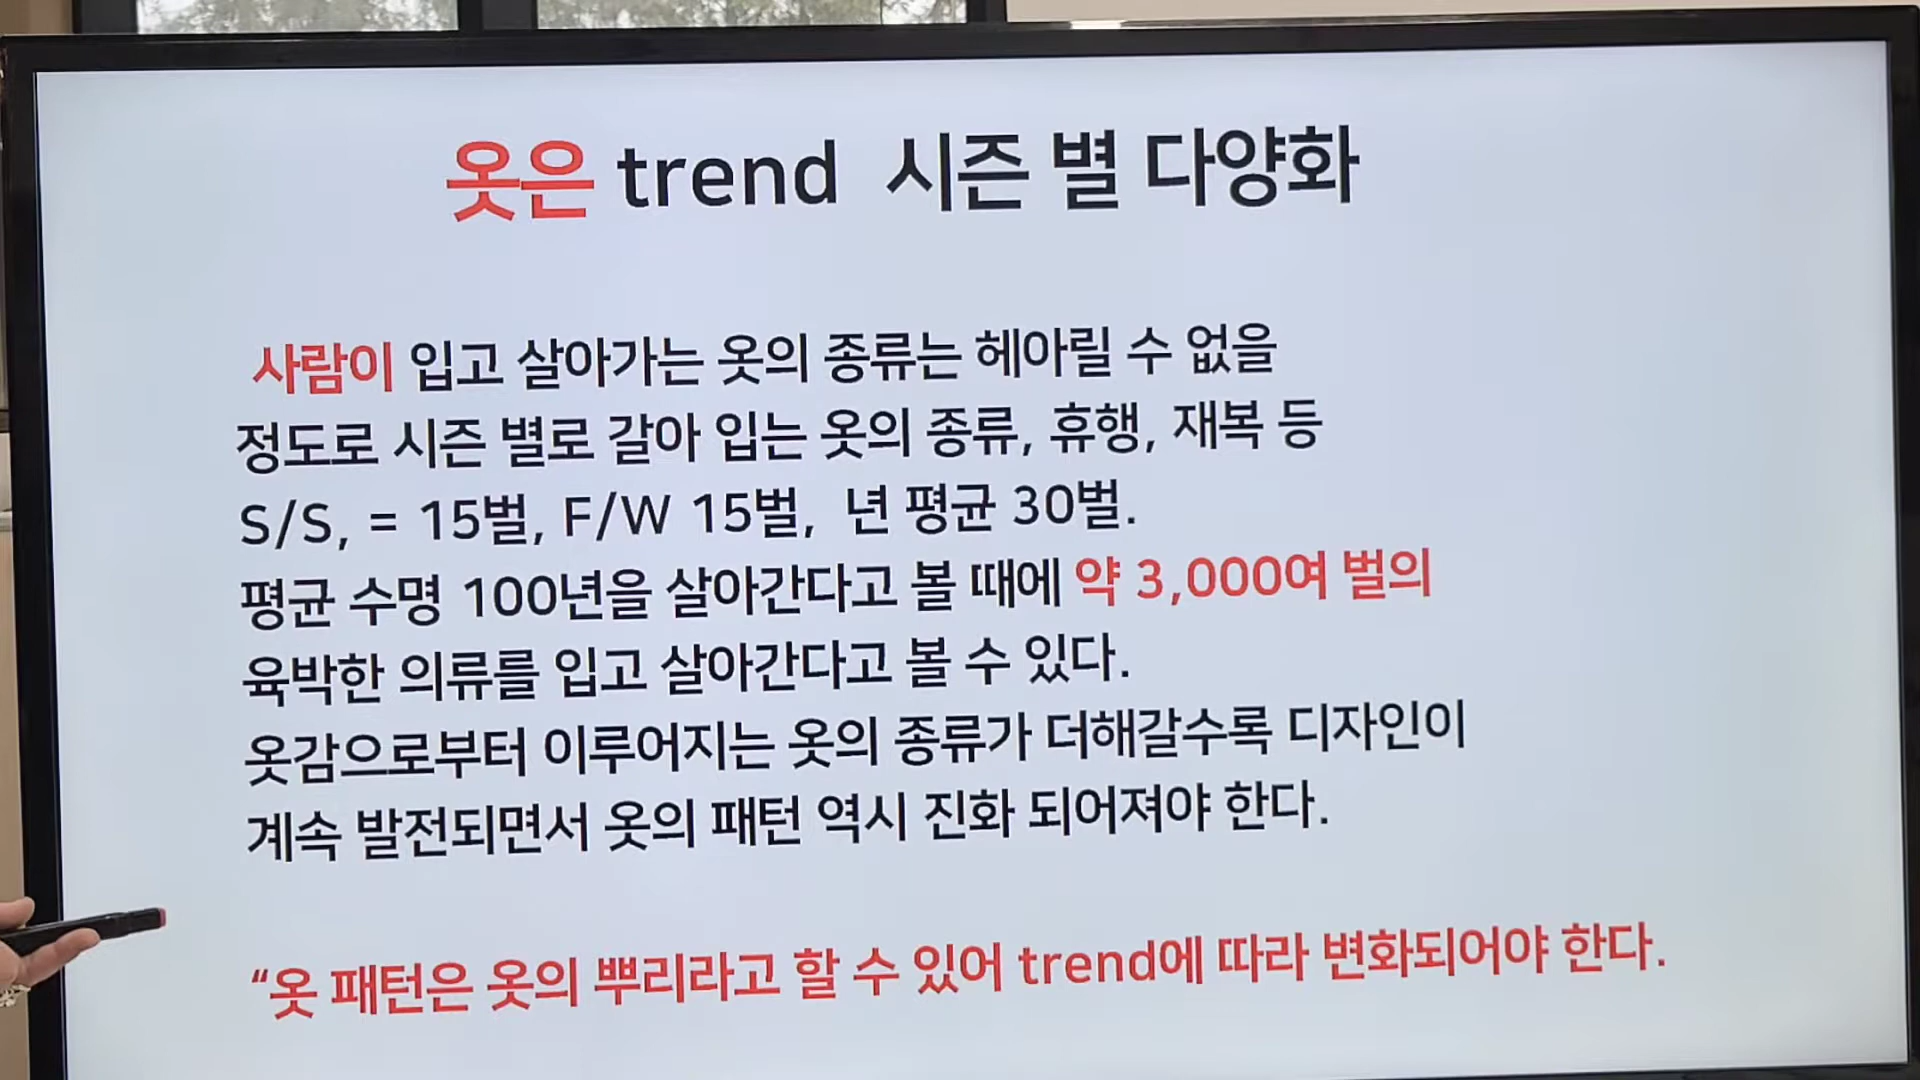 옷은 trend 시즌 별 다양화
사람이 입고 살아가는 옷의 종류는 헤아릴 수 없을
정도로 시즌 별로 갈아 입는 옷의 종류, 휴행, 재복 등
S/S, = 15벌, F/W 15벌, 년 평균 30벌.
평균 수명 100년을 살아간다고 볼 때에 약 3,000여 벌의
육박한 의류를 입고 살아간다고 볼 수 있다.
옷감으로부터 이루어지는 옷의 종류가 더해갈수록 디자인이
계속 발전되면서 옷의 패턴 역시 진화 되어져야 한다.
“옷 패턴은 옷의 뿌리라고 할 수 있어 trend에 따라 변화되어야 한다.